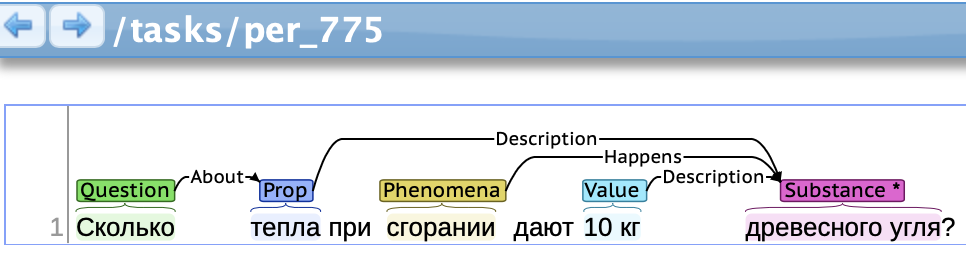 /tasks/per_775
Description
Happens
About Description
Question Prop Phenomena Value Substance *
1 Сколько тепла при сгорании дают 10 кг древесного угля?